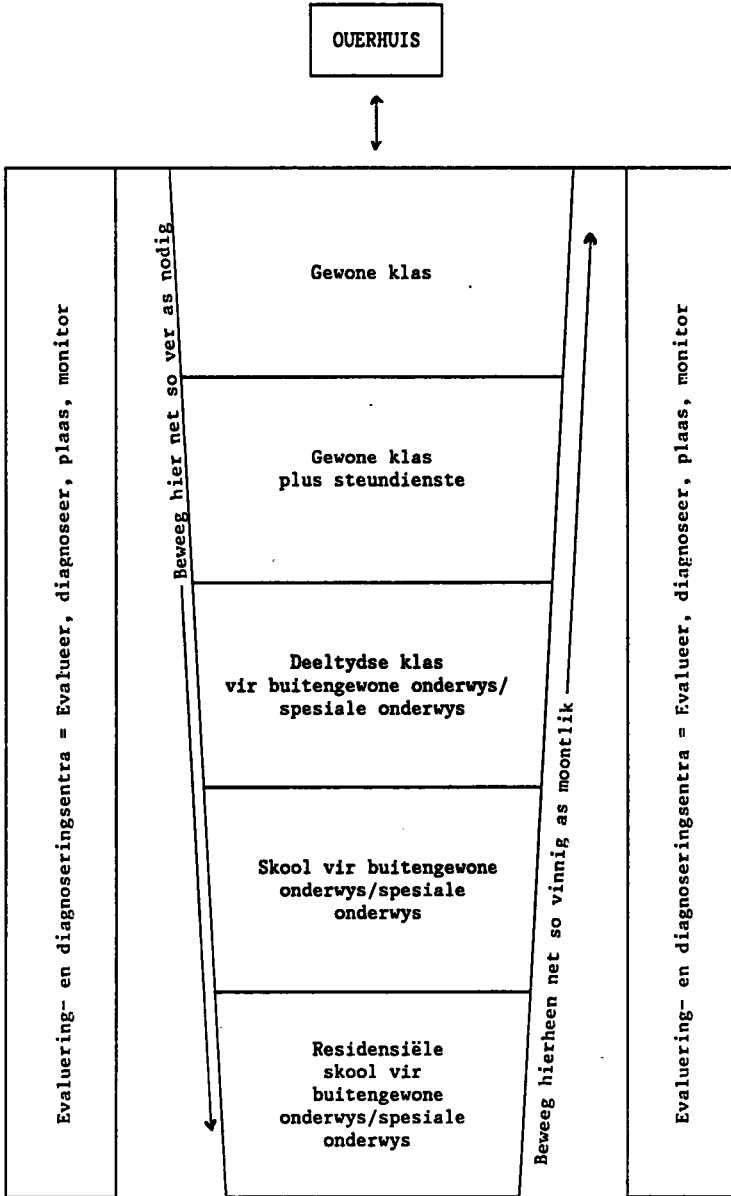 OUERHUIS
Evaluering- en diagnoseringsentra = Evalueer, diagnoseer, plaas, monitor
Beweeg hier net so ver as nodig
Gewone klas
Gewone klas
plus steundienste
Deeltydse klas
vir buitengewone onderwys/
spesiale onderwys
Skool vir buitengewone
onderwys/spesiale
onderwys
Residensiële
skool vir
buitengewone
onderwys/spesiale
onderwys
Beweeg hierheen net so vinnig as moontlik
Evaluering- en diagnoseringsentra = Evalueer, diagnoseer, plaas, monitor